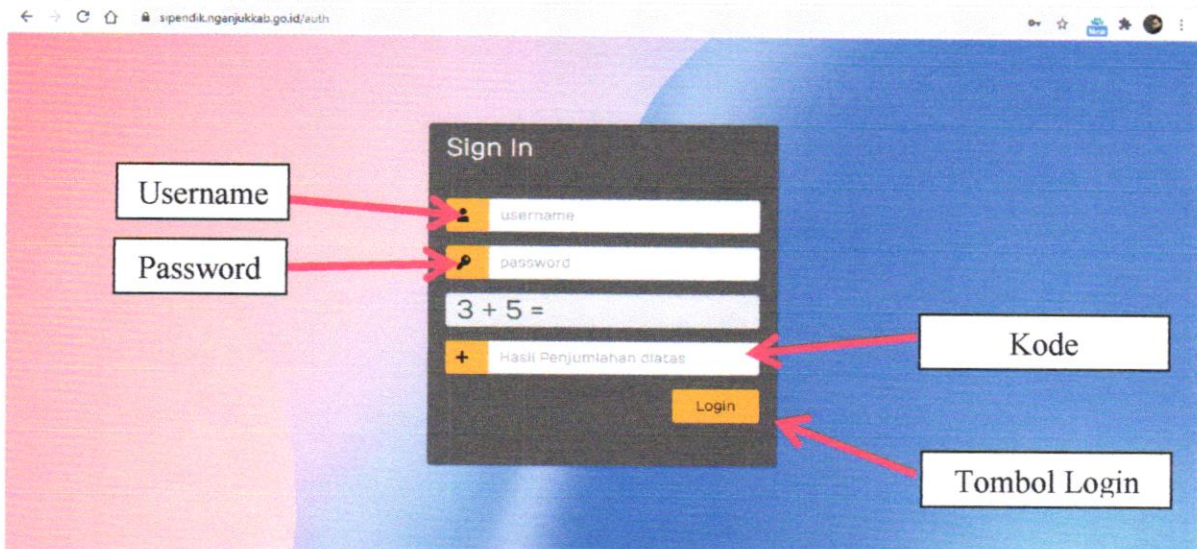 sipendik.nganjukkab.go.id/auth
New
Sign In
Username
username
Password
password
3 + 5 =
Hasil Penjumlahan diatas
Kode
Login
Tombol Login